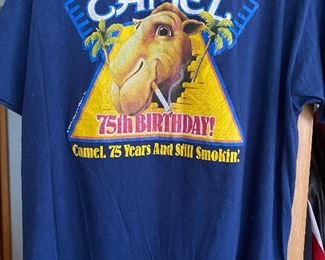 CAMEL
75th BIRTHDAY!
Camel. 75 Years And Still Smokin'.